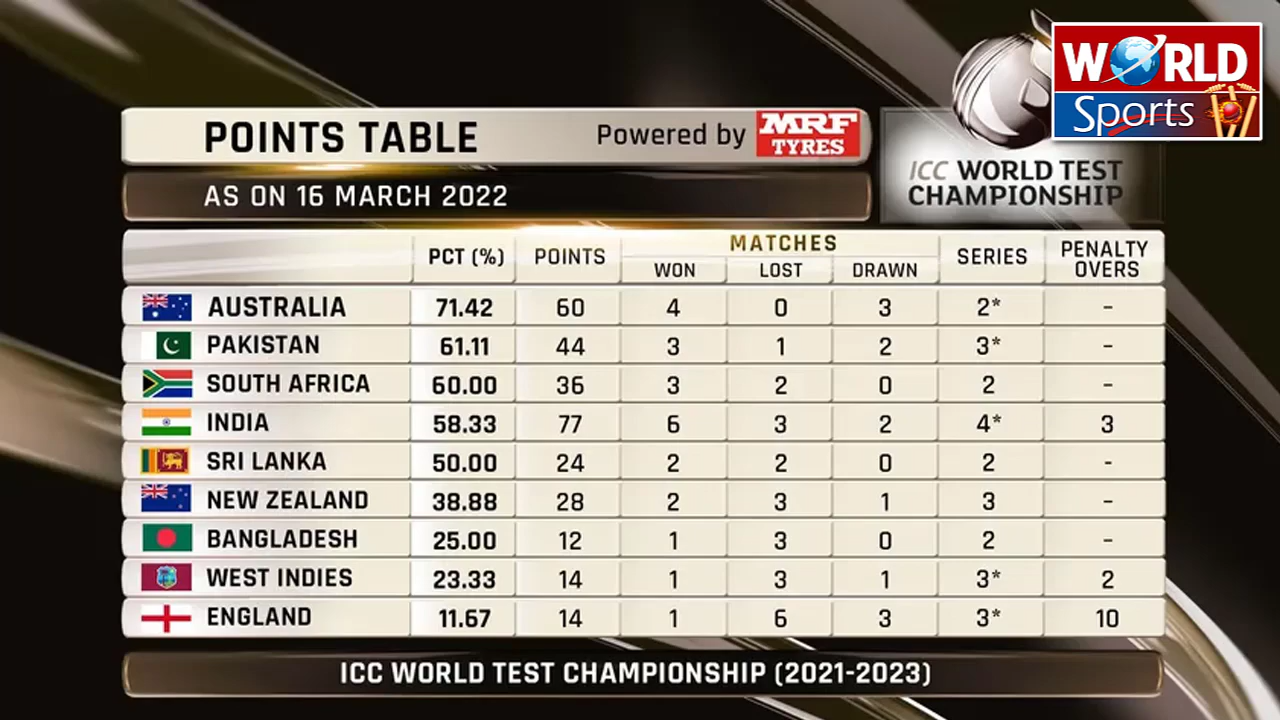 WORLD
Sports
POINTS TABLE Powered by MRF TYRES
AS ON 16 MARCH 2022
ICC WORLD TEST
CHAMPIONSHIP
PCT (%) POINTS MATCHES SERIES PENALTY OVERS
WON LOST DRAWN
AUSTRALIA 71.42 60 4 0 3 2* -
PAKISTAN 61.11 44 3 1 2 3* -
SOUTH AFRICA 60.00 36 3 2 0 2 -
INDIA 58.33 77 6 3 2 4* 3
SRI LANKA 50.00 24 2 2 0 2 -
NEW ZEALAND 38.88 28 2 3 1 3 -
BANGLADESH 25.00 12 1 3 0 2 -
WEST INDIES 23.33 14 1 3 1 3* 2
ENGLAND 11.67 14 1 6 3 3* 10
ICC WORLD TEST CHAMPIONSHIP (2021-2023)